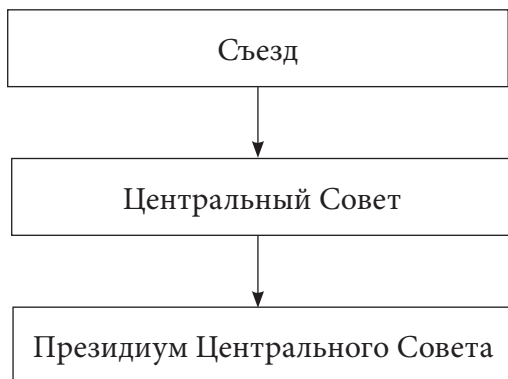 Съезд
Центральный Совет
Президиум Центрального Совета